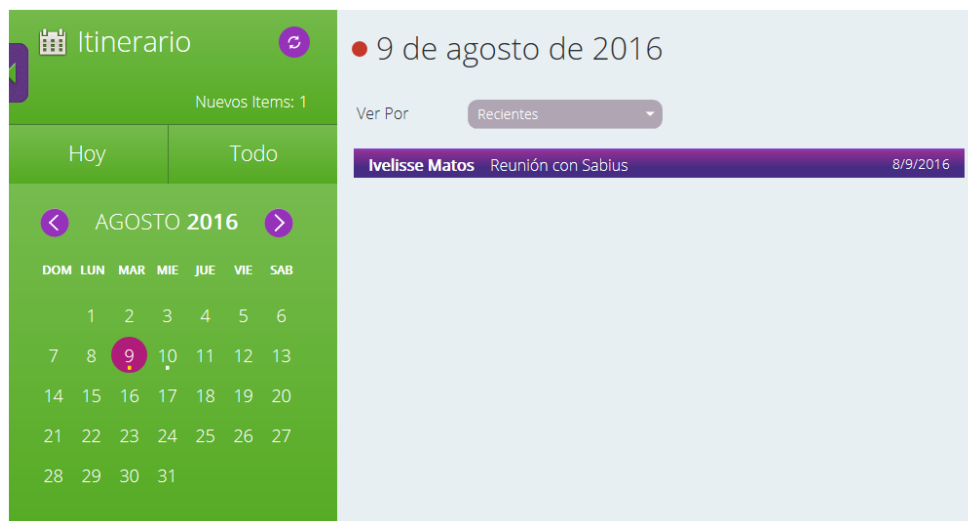 Itinerario
Nuevos Items: 1
Hoy Todo
AGOSTO 2016
DOM LUN MAR MIE JUE VIE SAB
1 2 3 4 5 6
7 8 9 10 11 12 13
14 15 16 17 18 19 20
21 22 23 24 25 26 27
28 29 30 31
9 de agosto de 2016
Ver Por Recientes
Ivelisse Matos Reunión con Sabius 8/9/2016